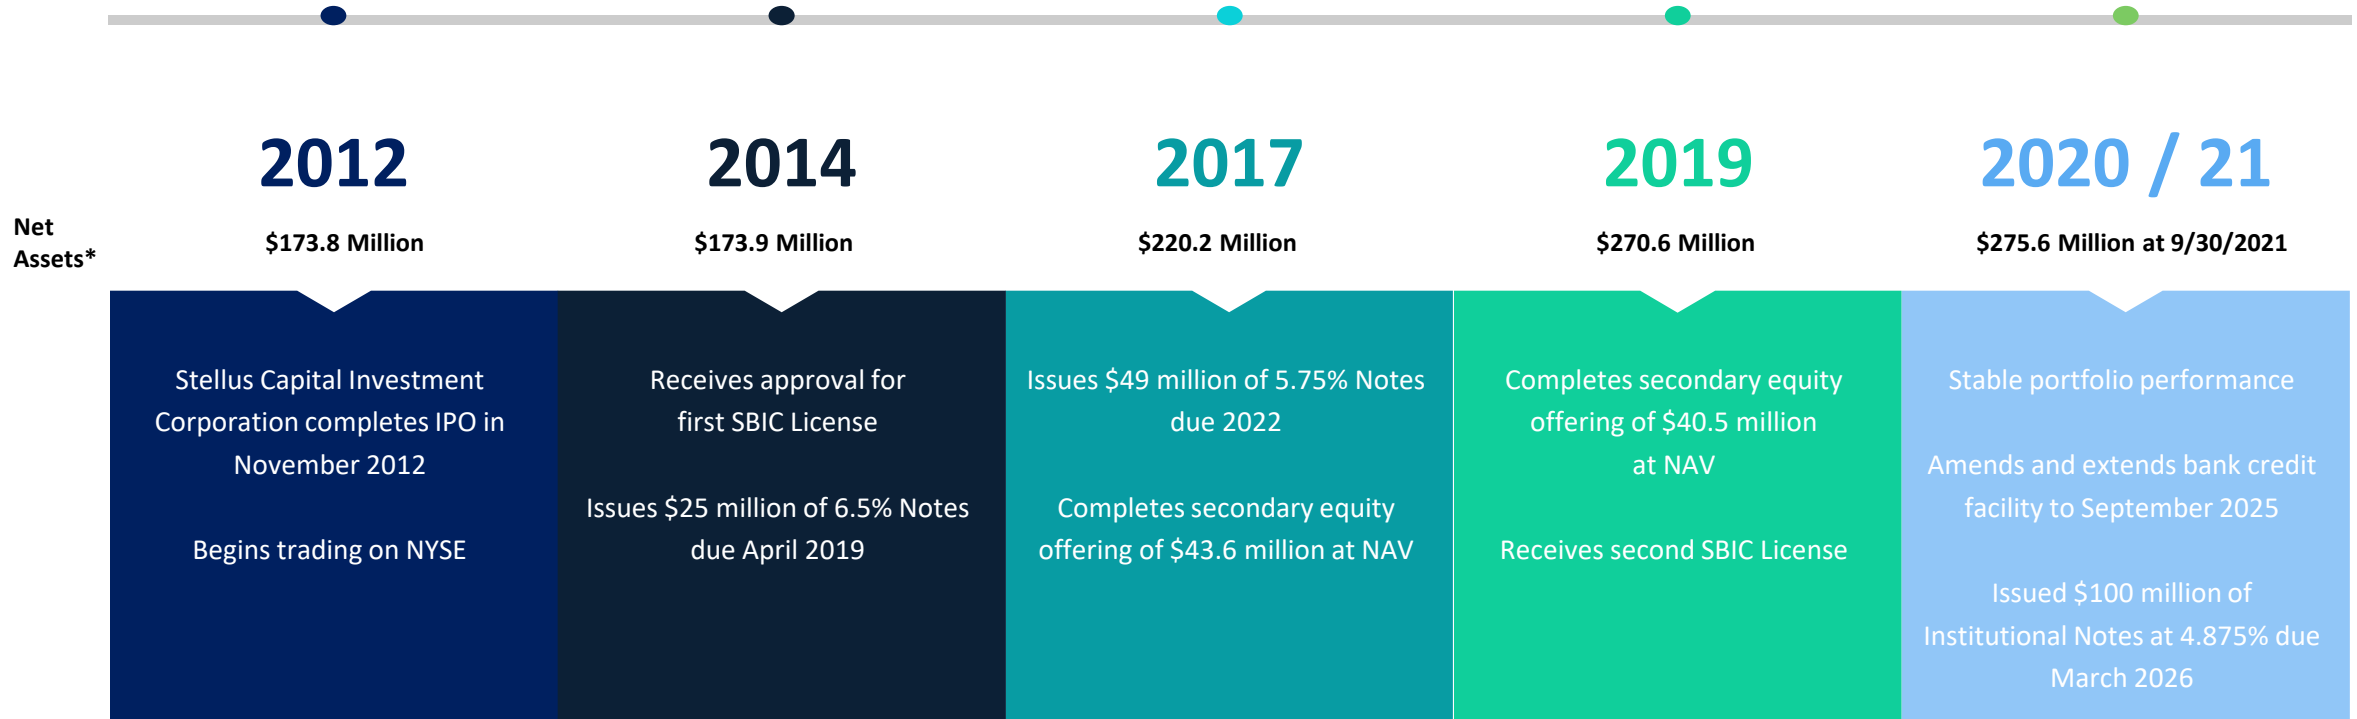 2012
2014
2017
2019
2020 / 21
Net
Assets*
$173.8 Million
$173.9 Million
$220.2 Million
$270.6 Million
$275.6 Million at 9/30/2021
Stellus Capital Investment
Corporation completes IPO in
November 2012
Begins trading on NYSE
Receives approval for
first SBIC License
Issues $25 million of 6.5% Notes
due April 2019
Issues $49 million of 5.75% Notes
due 2022
Completes secondary equity
offering of $43.6 million at NAV
Completes secondary equity
offering of $40.5 million
at NAV
Receives second SBIC License
Stable portfolio performance
Amends and extends bank credit
facility to September 2025
Issued $100 million of
Institutional Notes at 4.875% due
March 2026